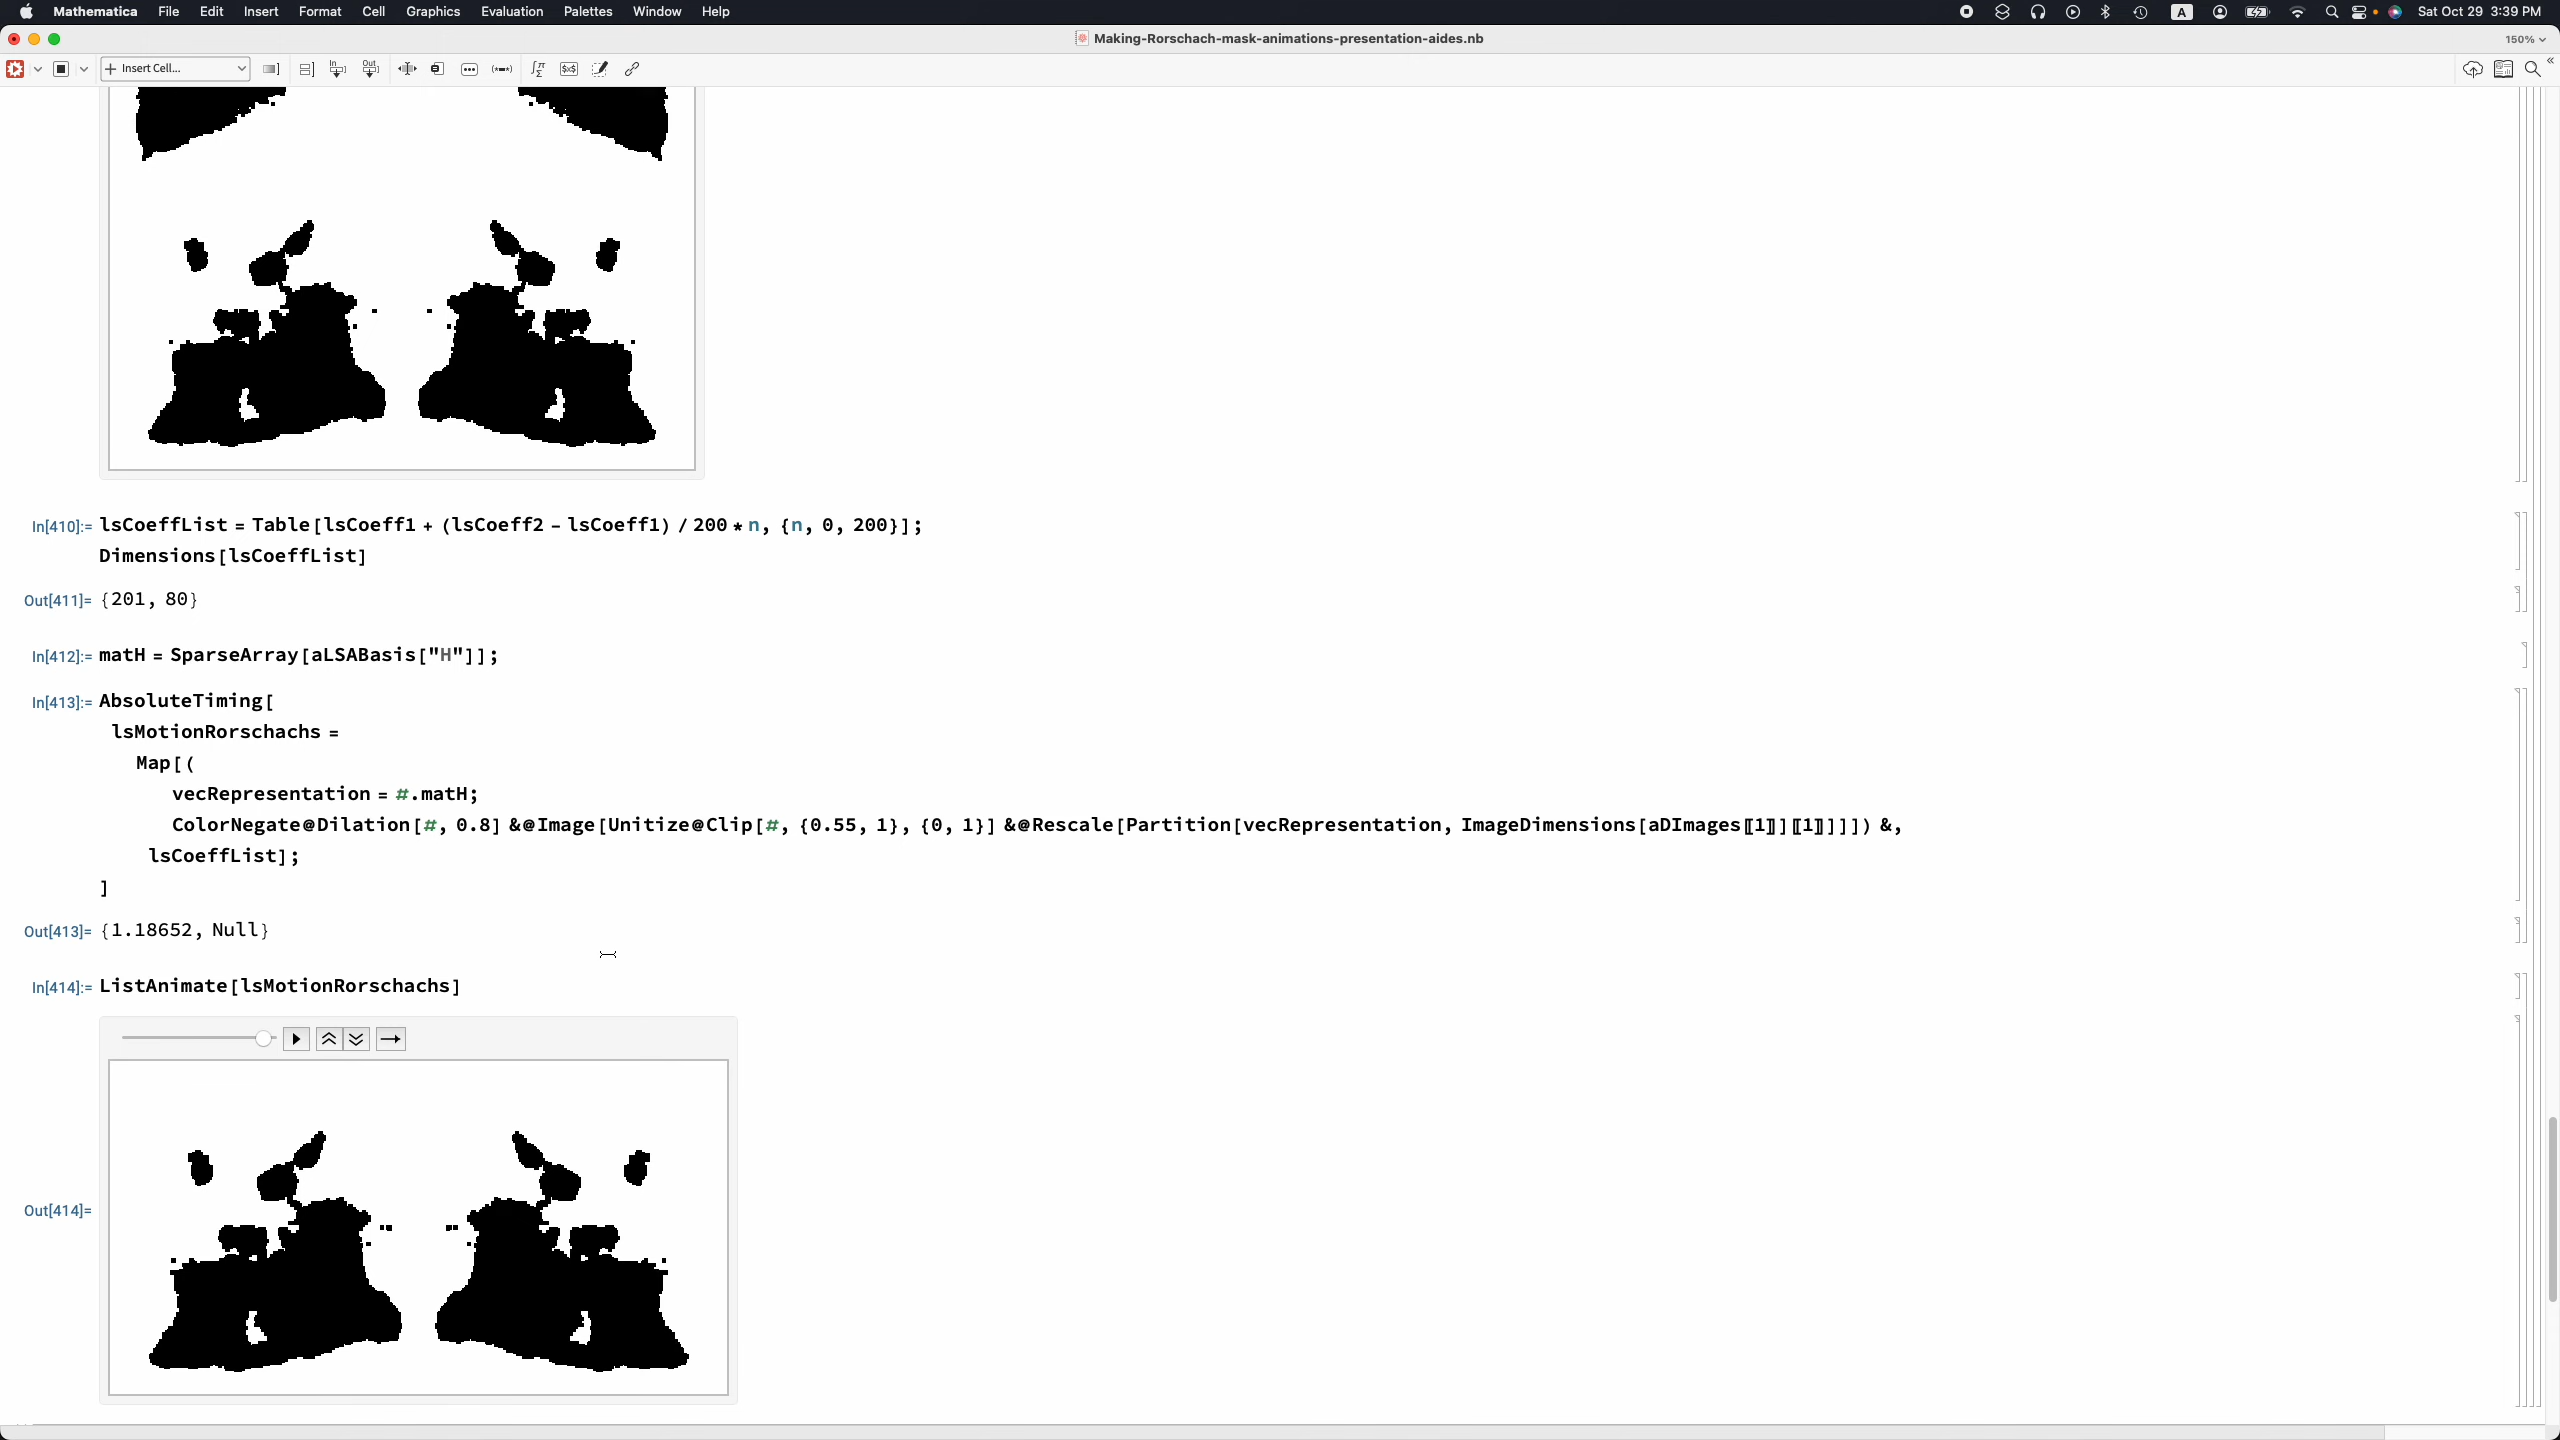 Mathematica File Edit Insert Format Cell Graphics Evaluation Palettes Window Help A Sat Oct 29 3:39 PM
Making-Rorschach-mask-animations-presentation-aides.nb 150%
Insert Cell...
In[410]:= lsCoeffList = Table[lsCoeff1 + (lsCoeff2 - lsCoeff1) / 200 * n, {n, 0, 200}];
Dimensions[lsCoeffList]
Out[411]= {201, 80}
In[412]:= matH = SparseArray[aLSABasis["H"]];
In[413]:= AbsoluteTiming[
lsMotionRorschachs =
Map[(
vecRepresentation = #.matH;
ColorNegate@Dilation[#, 0.8] &@Image[Unitize@Clip[#, {0.55, 1}, {0, 1}] &@Rescale[Partition[vecRepresentation, ImageDimensions[aDImages〚1〛]〚1〛]]]) &,
lsCoeffList];
]
Out[413]= {1.18652, Null}
In[414]:= ListAnimate[lsMotionRorschachs]
Out[414]=